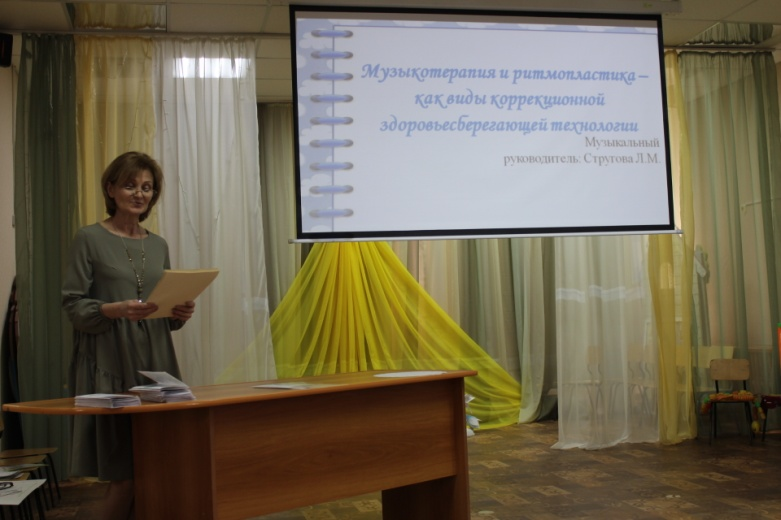 Музыкотерапия и ритмопластика –
как виды коррекционной
здоровьесберегающей технологии
Музыкальный
руководитель: Стругова Л.М.